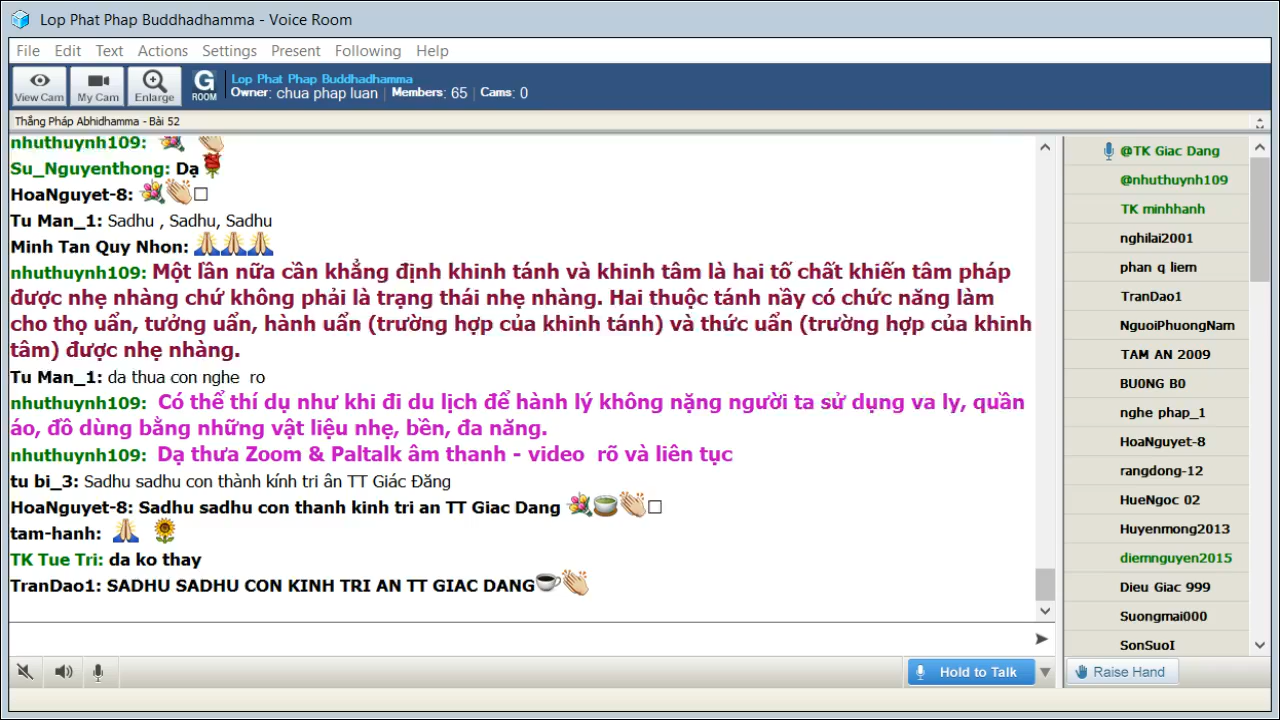 Lop Phat Phap Buddhadhamma - Voice Room
File Edit Text Actions Settings Present Following Help
View Cam My Cam Enlarge G ROOM
Lop Phat Phap Buddhadhamma
Owner: chua phap luan | Members: 65 | Cams: 0
Thắng Pháp Abhidhamma - Bài 52
nhuthuynh109:
Su_Nguyenthong: Dạ
HoaNguyet-8:
Tu Man_1: Sadhu , Sadhu, Sadhu
Minh Tan Quy Nhon:
nhuthuynh109: Một lần nữa cần khẳng định khinh tánh và khinh tâm là hai tố chất khiến tâm pháp
được nhẹ nhàng chứ không phải là trạng thái nhẹ nhàng. Hai thuộc tánh nầy có chức năng làm
cho thọ uẩn, tưởng uẩn, hành uẩn (trường hợp của khinh tánh) và thức uẩn (trường hợp của khinh
tâm) được nhẹ nhàng.
Tu Man_1: da thua con nghe ro
nhuthuynh109: Có thể thí dụ như khi đi du lịch để hành lý không nặng người ta sử dụng va ly, quần
áo, đồ dùng bằng những vật liệu nhẹ, bền, đa năng.
nhuthuynh109: Dạ thưa Zoom & Paltalk âm thanh - video rõ và liên tục
tu bi_3: Sadhu sadhu con thành kính tri ân TT Giác Đăng
HoaNguyet-8: Sadhu sadhu con thanh kinh tri an TT Giac Dang
tam-hanh:
TK Tue Tri: da ko thay
TranDao1: SADHU SADHU CON KINH TRI AN TT GIAC DANG
Hold to Talk
@TK Giac Dang
@nhuthuynh109
TK minhhanh
nghilai2001
phan q liem
TranDao1
NguoiPhuongNam
TAM AN 2009
BU0NG B0
nghe phap_1
HoaNguyet-8
rangdong-12
HueNgoc 02
Huyenmong2013
diemnguyen2015
Dieu Giac 999
Suongmai000
SonSuoI
Raise Hand